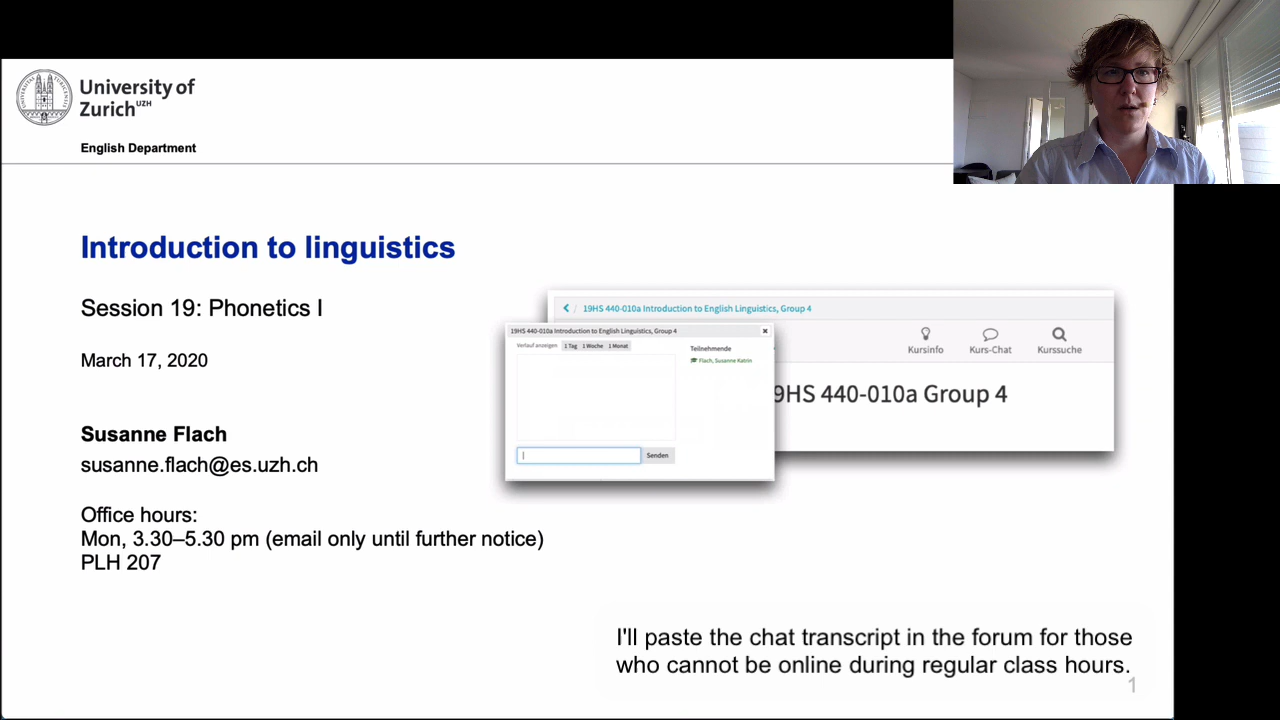 University of
Zurich UZH
English Department
Introduction to linguistics
Session 19: Phonetics I
March 17, 2020
Susanne Flach
susanne.flach@es.uzh.ch
Office hours:
Mon, 3.30–5.30 pm (email only until further notice)
PLH 207
19HS 440-010a Introduction to English Linguistics, Group 4
Kursinfo Kurs-Chat Kurssuche
9HS 440-010a Group 4
19HS 440-010a Introduction to English Linguistics, Group 4
Verlauf anzeigen 1 Tag 1 Woche 1 Monat
Teilnehmende
Flach, Susanne Katrin
Senden
I'll paste the chat transcript in the forum for those
who cannot be online during regular class hours.
1